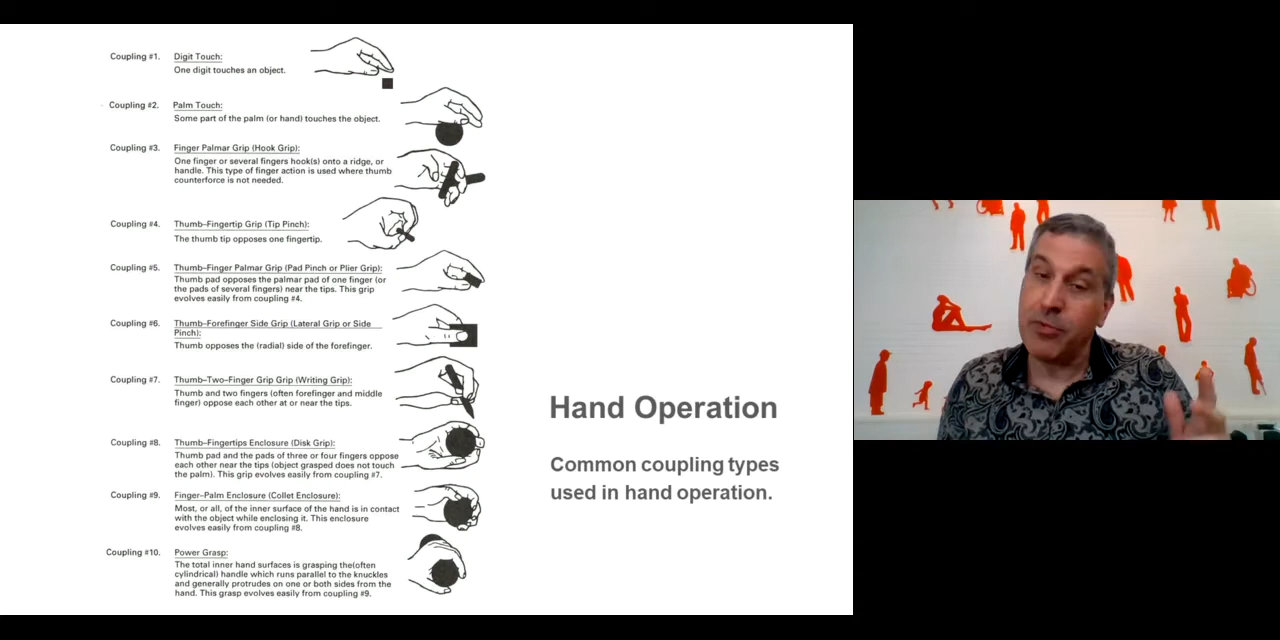 Coupling #1. Digit Touch:
One digit touches an object.
Coupling #2. Palm Touch:
Some part of the palm (or hand) touches the object.
Coupling #3. Finger Palmar Grip (Hook Grip):
One finger or several fingers hook(s) onto a ridge, or
handle. This type of finger action is used where thumb
counterforce is not needed.
Coupling #4. Thumb–Fingertip Grip (Tip Pinch):
The thumb tip opposes one fingertip.
Coupling #5. Thumb–Finger Palmar Grip (Pad Pinch or Plier Grip):
Thumb pad opposes the palmar pad of one finger (or
the pads of several fingers) near the tips. This grip
evolves easily from coupling #4.
Coupling #6. Thumb–Forefinger Side Grip (Lateral Grip or Side
Pinch):
Thumb opposes the (radial) side of the forefinger.
Coupling #7. Thumb–Two–Finger Grip Grip (Writing Grip):
Thumb and two fingers (often forefinger and middle
finger) oppose each other at or near the tips.
Coupling #8. Thumb–Fingertips Enclosure (Disk Grip):
Thumb pad and the pads of three or four fingers oppose
each other near the tips (object grasped does not touch
the palm). This grip evolves easily from coupling #7.
Coupling #9. Finger–Palm Enclosure (Collet Enclosure):
Most, or all, of the inner surface of the hand is in contact
with the object while enclosing it. This enclosure
evolves easily from coupling #8.
Coupling #10. Power Grasp:
The total inner hand surfaces is grasping the(often
cylindrical) handle which runs parallel to the knuckles
and generally protrudes on one or both sides from the
hand. This grasp evolves easily from coupling #9.
Hand Operation
Common coupling types
used in hand operation.